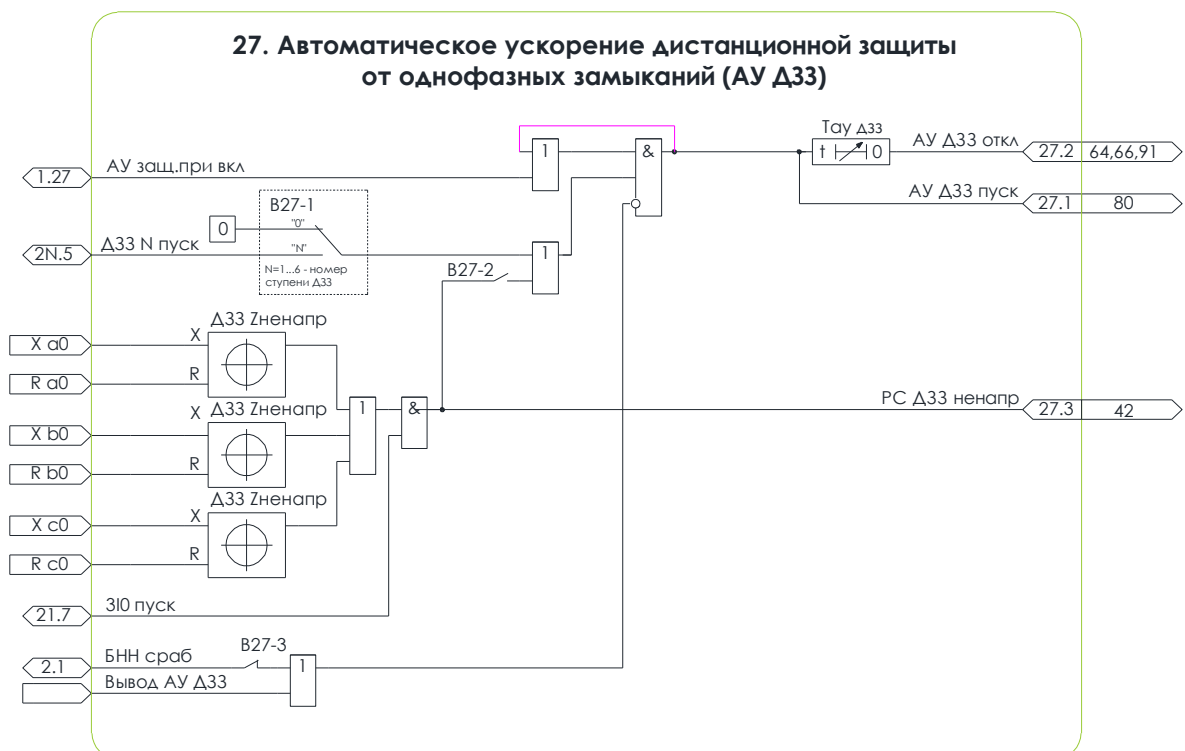 27. Автоматическое ускорение дистанционной защиты
от однофазных замыканий (АУ ДЗЗ)
Тау дзз
1
&
t
0
АУ ДЗЗ откл
27.2
64,66,91
1.27
АУ защ.при вкл
АУ ДЗЗ пуск
27.1
80
В27-1
0
"0"
2N.5
ДЗЗ N пуск
"N"
N=1...6 - номер
ступени ДЗЗ
1
В27-2
ДЗЗ Zненапр
X a0
X
R a0
R
ДЗЗ Zненапр
X b0
X
R b0
R
1
&
РС ДЗЗ ненапр
27.3
42
ДЗЗ Zненапр
X c0
X
R c0
R
21.7
3I0 пуск
2.1
БНН сраб
В27-3
1
Вывод АУ ДЗЗ